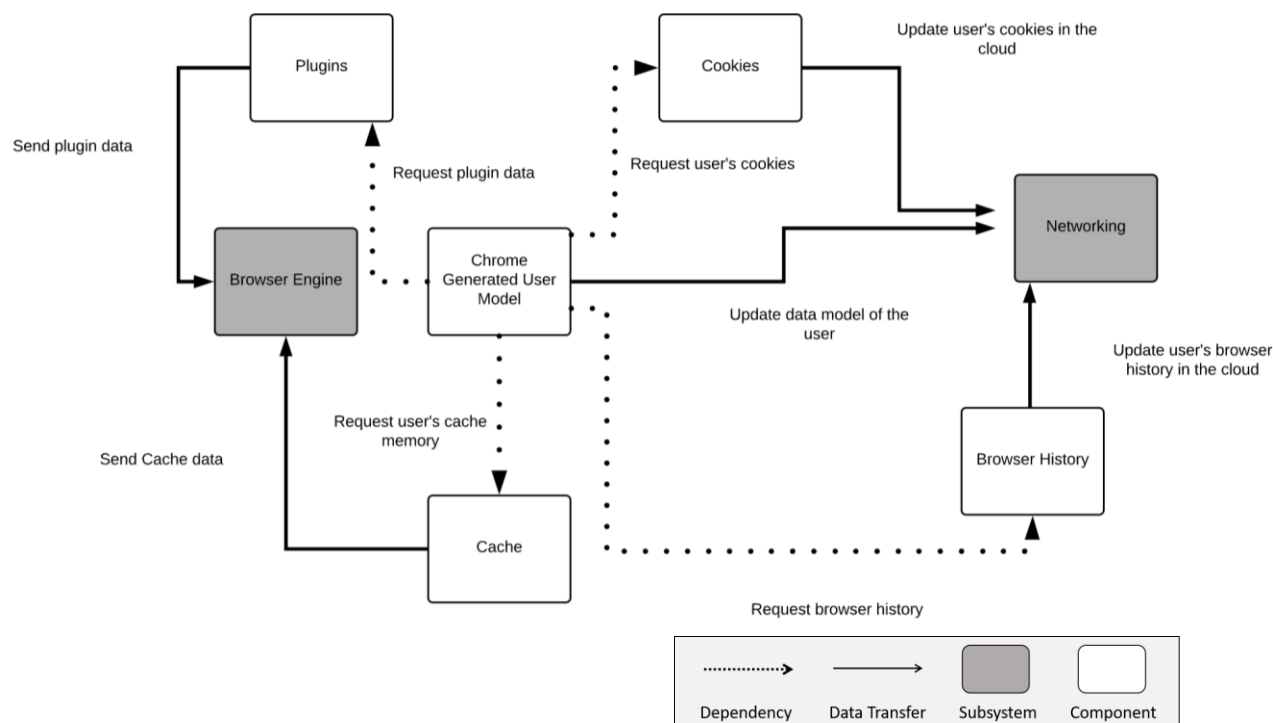 Update user's cookies in the
cloud
Plugins
Cookies
Send plugin data
Request plugin data
Request user's cookies
Networking
Browser Engine
Chrome
Generated User
Model
Update data model of the
user
Update user's browser
history in the cloud
Request user's cache
memory
Send Cache data
Browser History
Cache
Request browser history
Dependency
Data Transfer
Subsystem
Component